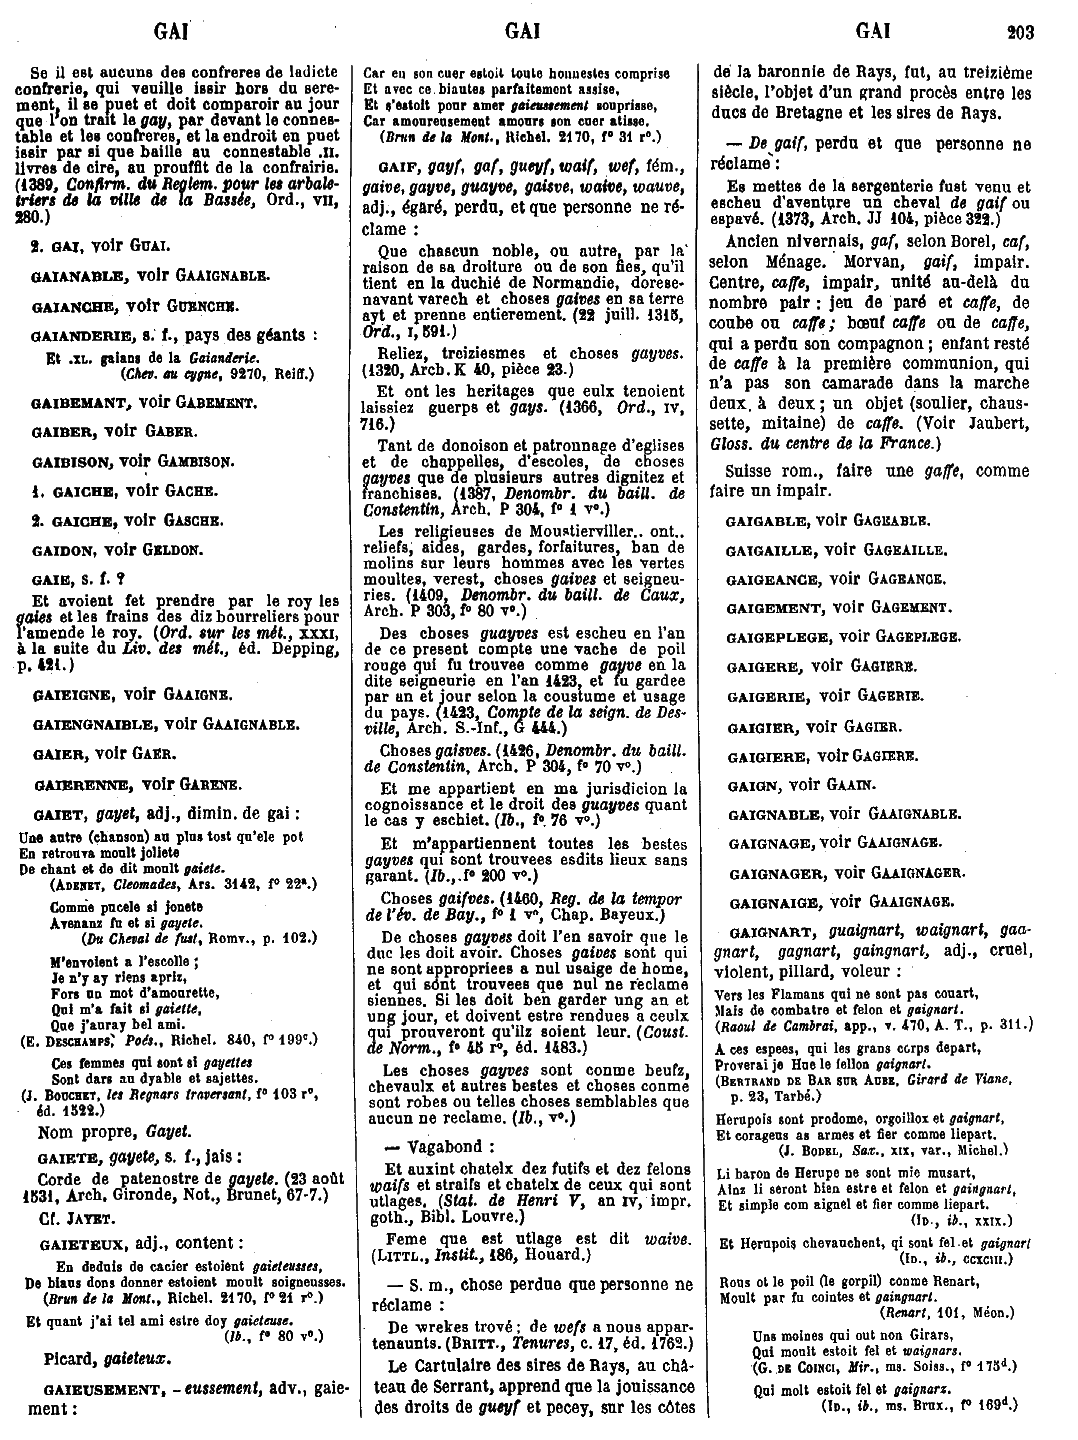 GAI
GAI
GAI
203
Se il est aucuns des confreres de ladicte
confrerie, qui veuille issir hors du sere-
ment, il se puet et doit comparoir au jour
que l'on trait le gay, par devant le connes-
table et les confreres, et la endroit en puet
issir par si que baille au connestable .II.
livres de cire, au prouffit de la confrairie.
(1389, Confirm. du Reglem. pour les arbale-
triers de la ville de la Bassée, Ord., VII,
280.)
2. GAI, voir GUAI.
GAIANABLE, voir GAAIGNABLE.
GAIANCHE, voir GUENCHE.
GAIANDERIE, s. f., pays des géants :
Et .XL. gaians de la Gaianderie.
(Chev. au cygne, 9270, Reiff.)
GAIBEMANT, voir GABEMENT.
GAIBER, voir GABER.
GAIBISON, voir GAMBISON.
1. GAICHE, voir GACHE.
2. GAICHE, voir GASCHE.
GAIDON, voir GELDON.
GAIE, s. f. ?
Et avoient fet prendre par le roy les
gaies et les frains des diz bourreliers pour
l'amende le roy. (Ord. sur les mét., XXXI,
à la suite du Liv. des mét., éd. Depping,
p. 421.)
GAIEIGNE, voir GAAIGNE.
GAIENGNAIBLE, voir GAAIGNABLE.
GAIER, voir GAER.
GAIERENNE, voir GARENE.
GAIET, gayet, adj., dimin. de gai :
Une autre (chanson) au plus tost qu'ele pot
En retrouva moult joliete
De chant et de dit moult gaiete.
(ADENET, Cleomades, Ars. 3142, f° 22ª.)
Comme pucele si jonete
Avenanz fu et si gayete.
(Du Cheval de fust, Romv., p. 102.)
M'envoient a l'escolle ;
Je n'y ay riens apriz,
Fors un mot d'amourette,
Qui m'a fait si gaiette,
Que j'auray bel ami.
(E. DESCHAMPS, Poés., Richel. 840, f° 199ᶜ.)
Ces femmes qui sont si gayettes
Sont dars au dyable et sajettes.
(J. BOUCHET, les Regnars traversant, f° 103 r°,
éd. 1522.)
Nom propre, Gayet.
GAIETE, gayete, s. f., jais :
Corde de patenostre de gayete. (23 août
1531, Arch. Gironde, Not., Brunet, 67-7.)
Cf. JAYET.
GAIETEUX, adj., content :
En deduis de cacier estoient gaieteusses,
De biaus dons donner estoient moult soigneusses.
(Brun de la Mont., Richel. 2170, f° 21 r°.)
Et quant j'ai tel ami estre doy gaieteuse.
(Ib., f° 80 v°.)
Picard, gaieteux.
GAIEUSEMENT, - eussement, adv., gaie-
ment :
Car en son cuer estoit toute honnestes comprise
Et avec ce biautes parfaitement assise,
Et s'estoit pour amer gaieussement souprisse,
Car amoureusement amours son cuer atisse.
(Brun de la Mont., Richel. 2170, f° 31 r°.)
GAIF, gayf, gaf, gueyf, waif, wef, fém.,
gaive, gayve, guayve, gaisve, waive, wauve,
adj., égaré, perdu, et que personne ne ré-
clame :
Que chascun noble, ou autre, par la
raison de sa droiture ou de son fies, qu'il
tient en la duchié de Normandie, dorese-
navant varech et choses gaives en sa terre
ayt et prenne entierement. (22 juill. 1315,
Ord., I, 591.)
Reliez, treiziesmes et choses gayves.
(1320, Arch. K 40, pièce 23.)
Et ont les heritages que eulx tenoient
laissiez guerps et gays. (1366, Ord., IV,
716.)
Tant de donoison et patronnage d'eglises
et de chappelles, d'escoles, de choses
gayves que de plusieurs autres dignitez et
franchises. (1387, Denombr. du baill. de
Constentin, Arch. P 304, f° 1 v°.)
Les religieuses de Moustierviller.. ont..
reliefs, aides, gardes, forfaitures, ban de
molins sur leurs hommes avec les vertes
moultes, verest, choses gaives et seigneu-
ries. (1409, Denombr. du baill. de Caux,
Arch. P 303, f° 80 v°.)
Des choses guayves est escheu en l'an
de ce present compte une vache de poil
rouge qui fu trouvee comme gayve en la
dite seigneurie en l'an 1423, et fu gardee
par un et jour selon la coustume et usage
du pays. (1423, Compte de la seign. de Des-
ville, Arch. S.-Inf., G 444.)
Choses gaisves. (1426, Denombr. du baill.
de Constentin, Arch. P 304, f° 70 v°.)
Et me appartient en ma jurisdicion la
cognoissance et le droit des guayves quant
le cas y eschiet. (Ib., f° 76 v°.)
Et m'appartiennent toutes les bestes
gayves qui sont trouvees esdits lieux sans
garant. (Ib., f° 200 v°.)
Choses gaifves. (1460, Reg. de la tempor
de l'év. de Bay., f° 1 v°, Chap. Bayeux.)
De choses gayves doit l'en savoir que le
duc les doit avoir. Choses gaives sont qui
ne sont appropriees a nul usaige de home,
et qui sont trouvees que nul ne reclame
siennes. Si les doit ben garder ung an et
ung jour, et doivent estre rendues a ceulx
qui prouveront qu'ilz soient leur. (Coust.
de Norm., f° 45 r°, éd. 1483.)
Les choses gayves sont conme beufz,
chevaulx et autres bestes et choses conme
sont robes ou telles choses semblables que
aucun ne reclame. (Ib., v°.)
— Vagabond :
Et auxint chatelx dez futifs et dez felons
waifs et straifs et chatelx de ceux qui sont
utlages. (Stat. de Henri V, an IV, impr.
goth., Bibl. Louvre.)
Feme que est utlage est dit waive.
(LITTL., Instit., 186, Houard.)
— S. m., chose perdue que personne ne
réclame :
De wrekes trové ; de wefs a nous appar-
tenaunts. (BRITT., Tenures, c. 17, éd. 1762.)
Le Cartulaire des sires de Rays, au châ-
teau de Serrant, apprend que la jouissance
des droits de gueyf et pecey, sur les côtes
de la baronnie de Rays, fut, au treizième
siècle, l'objet d'un grand procès entre les
ducs de Bretagne et les sires de Rays.
— De gaif, perdu et que personne ne
réclame :
Es mettes de la sergenterie fust venu et
escheu d'aventure un cheval de gaif ou
espavé. (1373, Arch. JJ 104, pièce 322.)
Ancien nivernais, gaf, selon Borel, caf,
selon Ménage. Morvan, gaif, impair.
Centre, caffe, impair, unité au-delà du
nombre pair : jeu de paré et caffe, de
coube ou caffe ; bœuf caffe ou de caffe,
qui a perdu son compagnon ; enfant resté
de caffe à la première communion, qui
n'a pas son camarade dans la marche
deux à deux ; un objet (soulier, chaus-
sette, mitaine) de caffe. (Voir Jaubert,
Gloss. du centre de la France.)
Suisse rom., faire une gaffe, comme
faire un impair.
GAIGABLE, voir GAGEABLE.
GAIGAILLE, voir GAGEAILLE.
GAIGEANCE, voir GAGEANCE.
GAIGEMENT, voir GAGEMENT.
GAIGEPLEGE, voir GAGEPLEGE.
GAIGERE, voir GAGIERE.
GAIGERIE, voir GAGERIE.
GAIGIER, voir GAGIER.
GAIGIERE, voir GAGIERE.
GAIGN, voir GAAIN.
GAIGNABLE, voir GAAIGNABLE.
GAIGNAGE, voir GAAIGNAGE.
GAIGNAGER, voir GAAIGNAGER.
GAIGNAIGE, voir GAAIGNAGE.
GAIGNART, guaignart, waignart, gaa-
gnart, gagnart, gaingnart, adj., cruel,
violent, pillard, voleur :
Vers les Flamans qui ne sont pas couart,
Mais de combatre et felon et gaignart.
(Raoul de Cambrai, app., v. 470, A. T., p. 311.)
A ces espees, qui les grans corps depart,
Proverai je Hue le fellon gaignart.
(BERTRAND DE BAR SUR AUBE, Girard de Viane,
p. 23, Tarbé.)
Herupois sont prodome, orgoillox et gaignart,
Et corageus as armes et fier comme liepart.
(J. BODEL, Sax., XIX, var., Michel.)
Li baron de Herupe ne sont mie musart,
Ainz li seront bien estre et felon et gaingnart,
Et simple com aignel et fier comme liepart.
(ID., ib., XXIX.)
Et Herupois chevauchent, qi sont fel et gaignart
(ID., ib., CCXCIII.)
Rous ot le poil (le gorpil) conme Renart,
Moult par fu cointes et gaingnart.
(Renart, 101, Méon.)
Uns moines qui out non Girars,
Qui moult estoit fel et waignars.
(G. DE COINCI, Mir., ms. Soiss., f° 175ᵈ.)
Qui molt estoit fel et gaignarz.
(ID., ib., ms. Brux., f° 169ᵈ.)